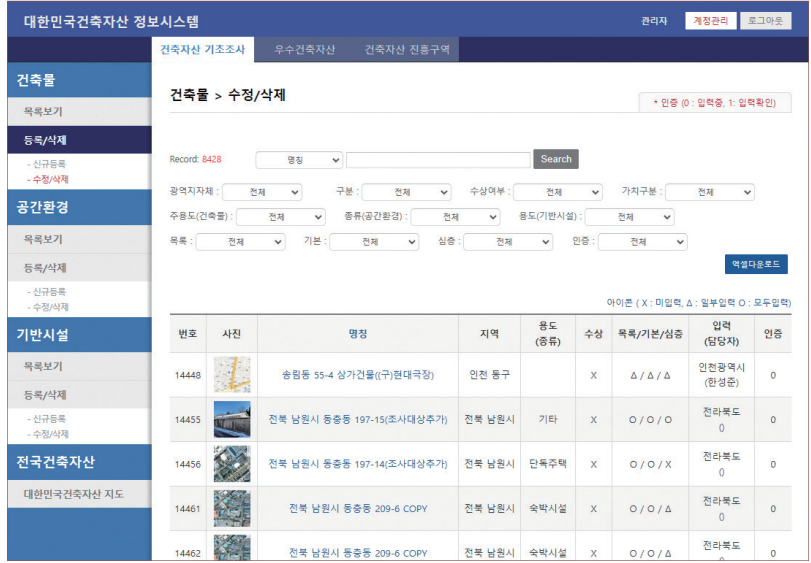 대한민국건축자산 정보시스템
관리자 계정관리 로그아웃
건축자산 기초조사 우수건축자산 건축자산 진흥구역
건축물
목록보기
등록/삭제
- 신규등록
- 수정/삭제
공간환경
목록보기
등록/삭제
- 신규등록
- 수정/삭제
기반시설
목록보기
등록/삭제
- 신규등록
- 수정/삭제
전국건축자산
대한민국건축자산 지도
건축물 > 수정/삭제
* 인증 (0 : 입력중, 1: 입력확인)
Record: 8428 명칭 Search
광역지자체 : 전체 구분 : 전체 수상여부 : 전체 가치구분 : 전체
주용도(건축물) : 전체 종류(공간환경) : 전체 용도(기반시설) : 전체
목록 : 전체 기본 : 전체 심층 : 전체 인증 : 전체
엑셀다운로드
아이콘 ( X : 미입력, Δ : 일부입력 O : 모두입력)
번호 사진 명칭 지역 용도 (종류) 수상 목록/기본/심층 입력 (담당자) 인증
14448 송림동 55-4 상가건물((구)현대극장) 인천 동구 X Δ / Δ / Δ 인천광역시 (한성준) 0
14455 전북 남원시 동충동 197-15(조사대상추가) 전북 남원시 기타 X O / O / O 전라북도 () 0
14456 전북 남원시 동충동 197-14(조사대상추가) 전북 남원시 단독주택 X O / O / X 전라북도 () 0
14461 전북 남원시 동충동 209-6 COPY 전북 남원시 숙박시설 X O / O / Δ 전라북도 () 0
14462 전북 남원시 동충동 209-6 COPY 전북 남원시 숙박시설 X O / O / Δ 전라북도 0